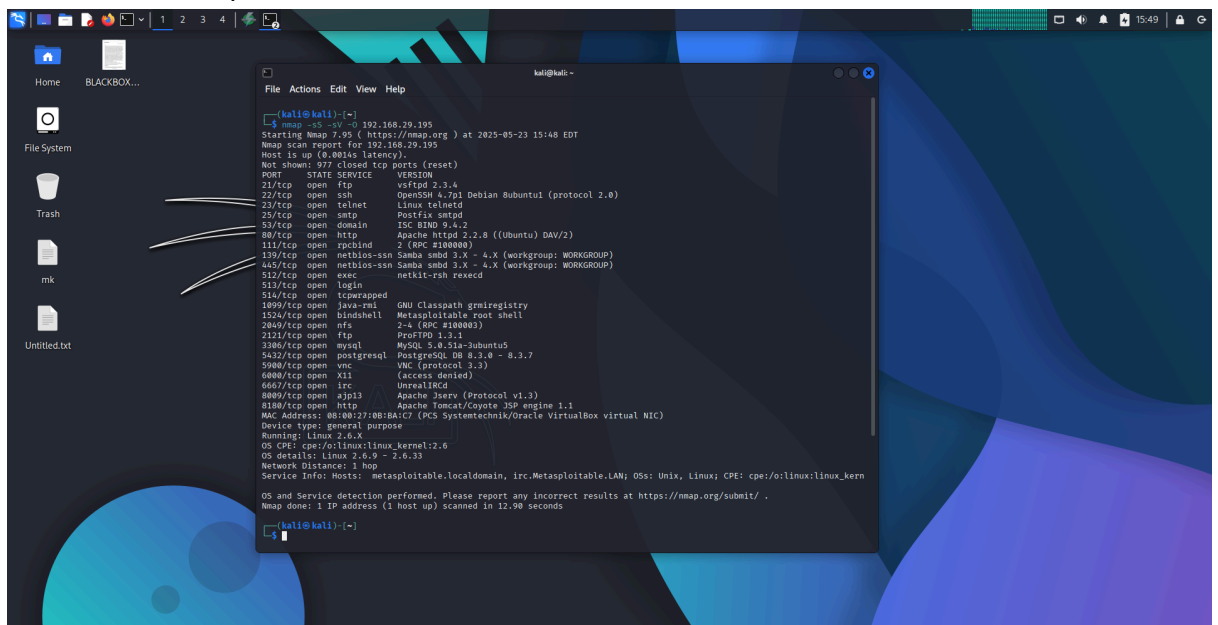 1 2 3 4
2
15:49
Home
BLACKBOX...
File System
Trash
mk
Untitled.txt
kali@kali: ~
File Actions Edit View Help
(kali㉿kali)-[~]
$ nmap -sS -sV -O 192.168.29.195
Starting Nmap 7.95 ( https://nmap.org ) at 2025-05-23 15:48 EDT
Nmap scan report for 192.168.29.195
Host is up (0.0014s latency).
Not shown: 977 closed tcp ports (reset)
PORT STATE SERVICE VERSION
21/tcp open ftp vsftpd 2.3.4
22/tcp open ssh OpenSSH 4.7p1 Debian 8ubuntu1 (protocol 2.0)
23/tcp open telnet Linux telnetd
25/tcp open smtp Postfix smtpd
53/tcp open domain ISC BIND 9.4.2
80/tcp open http Apache httpd 2.2.8 ((Ubuntu) DAV/2)
111/tcp open rpcbind 2 (RPC #100000)
139/tcp open netbios-ssn Samba smbd 3.X - 4.X (workgroup: WORKGROUP)
445/tcp open netbios-ssn Samba smbd 3.X - 4.X (workgroup: WORKGROUP)
512/tcp open exec netkit-rsh rexecd
513/tcp open login
514/tcp open tcpwrapped
1099/tcp open java-rmi GNU Classpath grmiregistry
1524/tcp open bindshell Metasploitable root shell
2049/tcp open nfs 2-4 (RPC #100003)
2121/tcp open ftp ProFTPD 1.3.1
3306/tcp open mysql MySQL 5.0.51a-3ubuntu5
5432/tcp open postgresql PostgreSQL DB 8.3.0 - 8.3.7
5900/tcp open vnc VNC (protocol 3.3)
6000/tcp open X11 (access denied)
6667/tcp open irc UnrealIRCd
8009/tcp open ajp13 Apache Jserv (Protocol v1.3)
8180/tcp open http Apache Tomcat/Coyote JSP engine 1.1
MAC Address: 08:00:27:0B:BA:C7 (PCS Systemtechnik/Oracle VirtualBox virtual NIC)
Device type: general purpose
Running: Linux 2.6.X
OS CPE: cpe:/o:linux:linux_kernel:2.6
OS details: Linux 2.6.9 - 2.6.33
Network Distance: 1 hop
Service Info: Hosts:  metasploitable.localdomain, irc.Metasploitable.LAN; OSs: Unix, Linux; CPE: cpe:/o:linux:linux_kern
OS and Service detection performed. Please report any incorrect results at https://nmap.org/submit/ .
Nmap done: 1 IP address (1 host up) scanned in 12.90 seconds
(kali㉿kali)-[~]
$